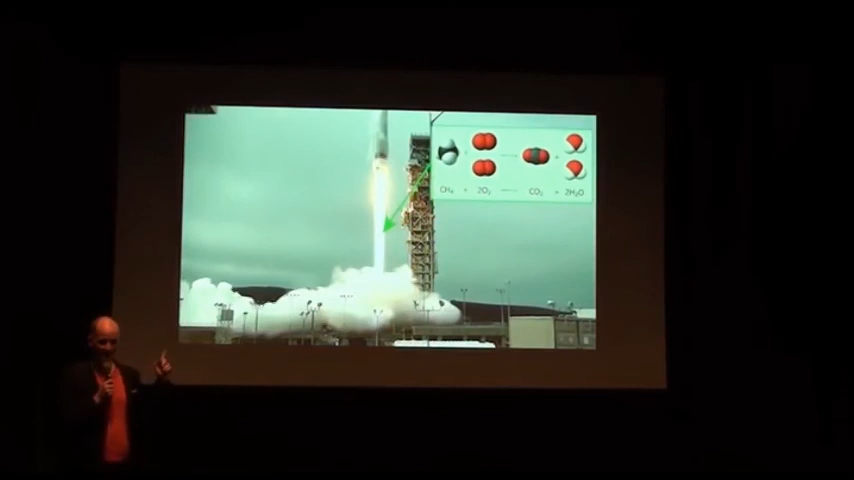 CH₄ + 2O₂ → CO₂ + 2H₂O